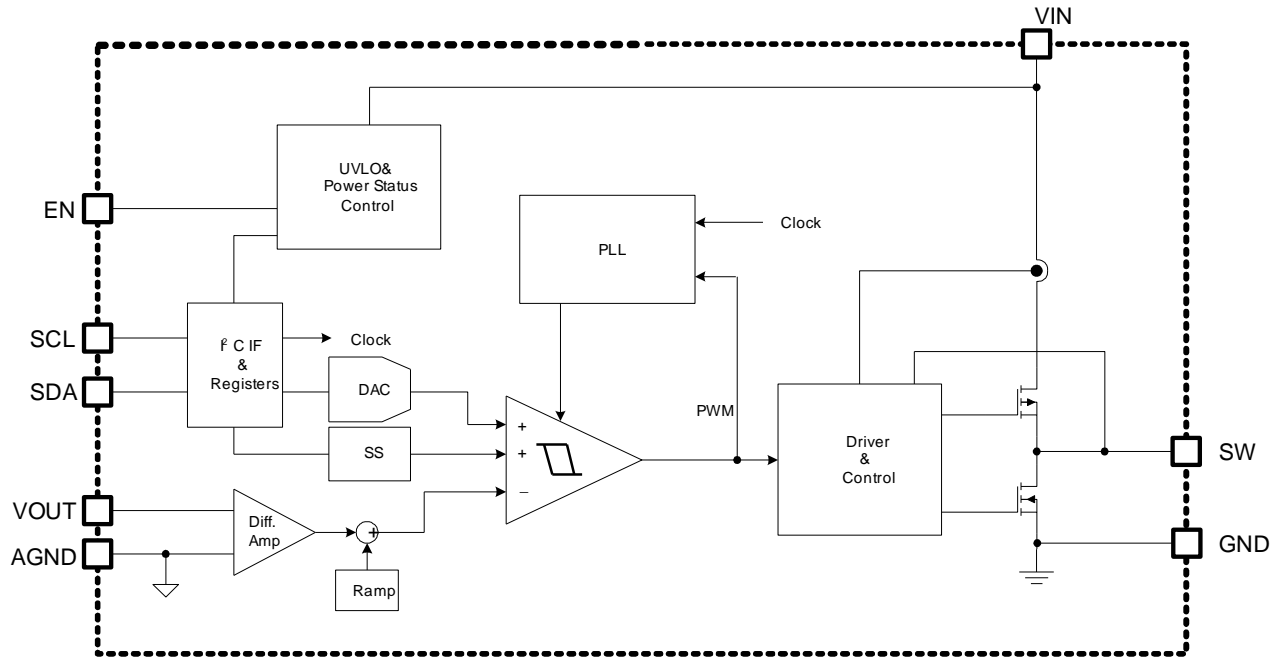 VIN
UVLO&
Power Status
Control
EN
Clock
PLL
SCL
I² C IF
&
Registers
Clock
SDA
DAC
PWM
+
+
−
SS
Driver
&
Control
SW
VOUT
Diff.
Amp
+
AGND
GND
Ramp